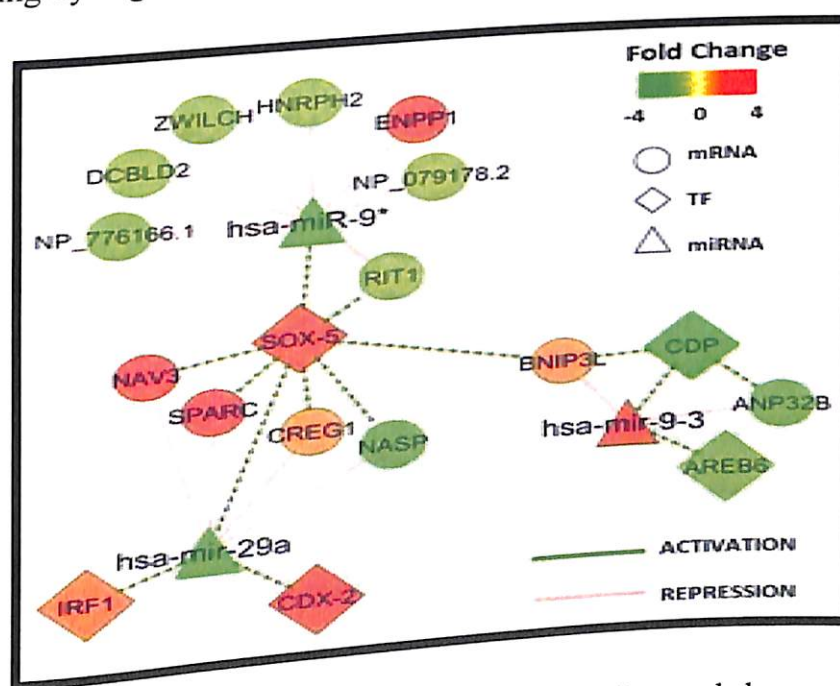 Fold Change
-4 0 4
mRNA
TF
miRNA
ZWILCH
HNRPH2
ENPP1
DCBLD2
NP_079178.2
NP_776166.1
hsa-miR-9*
RIT1
SOX-5
BNIP3L
CDP
NAV3
SPARC
CREG1
NASP
hsa-mir-9-3
ANP32B
AREB6
hsa-mir-29a
IRF1
CDX-2
ACTIVATION
REPRESSION